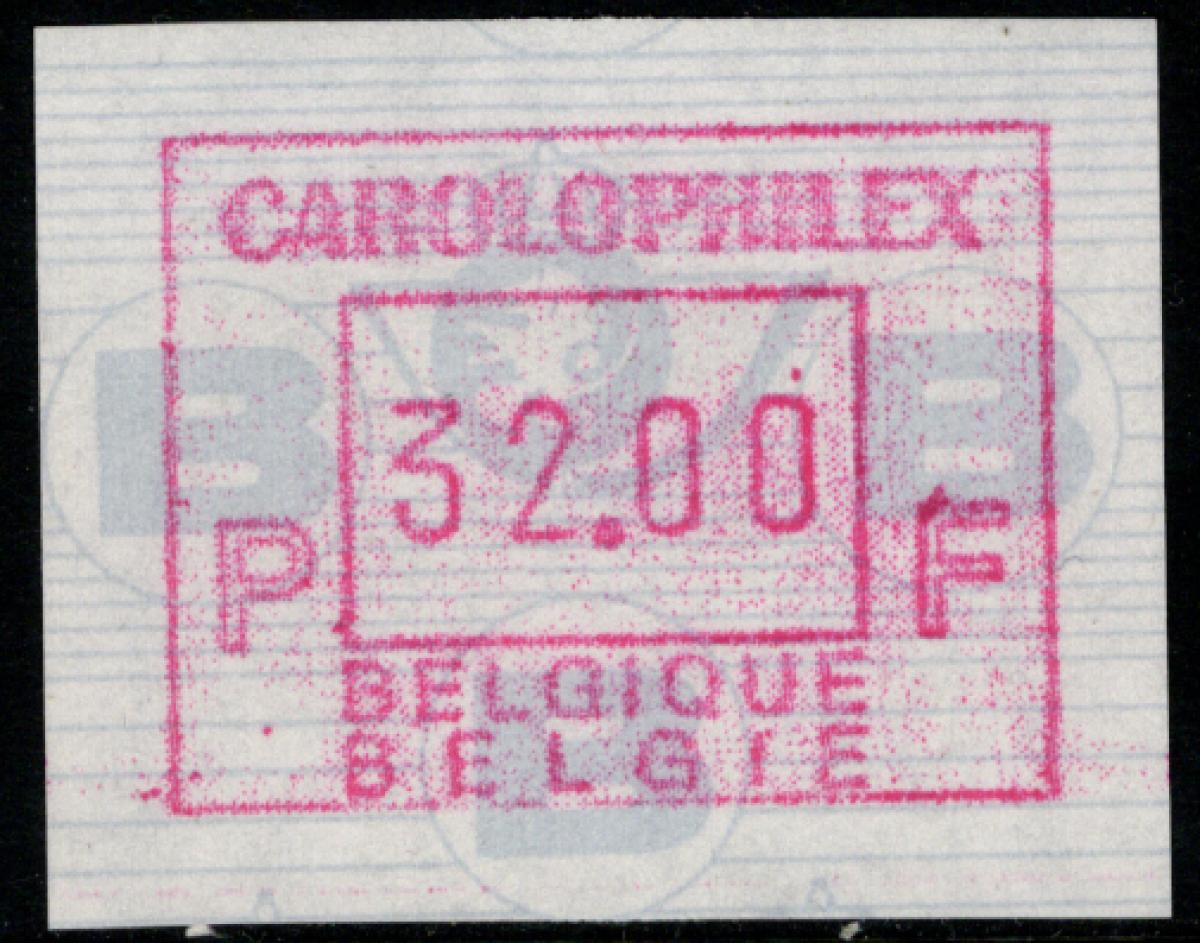 CAROLOPHILEX
B B
32.00
P F
BELGIQUE
BELGIE
B